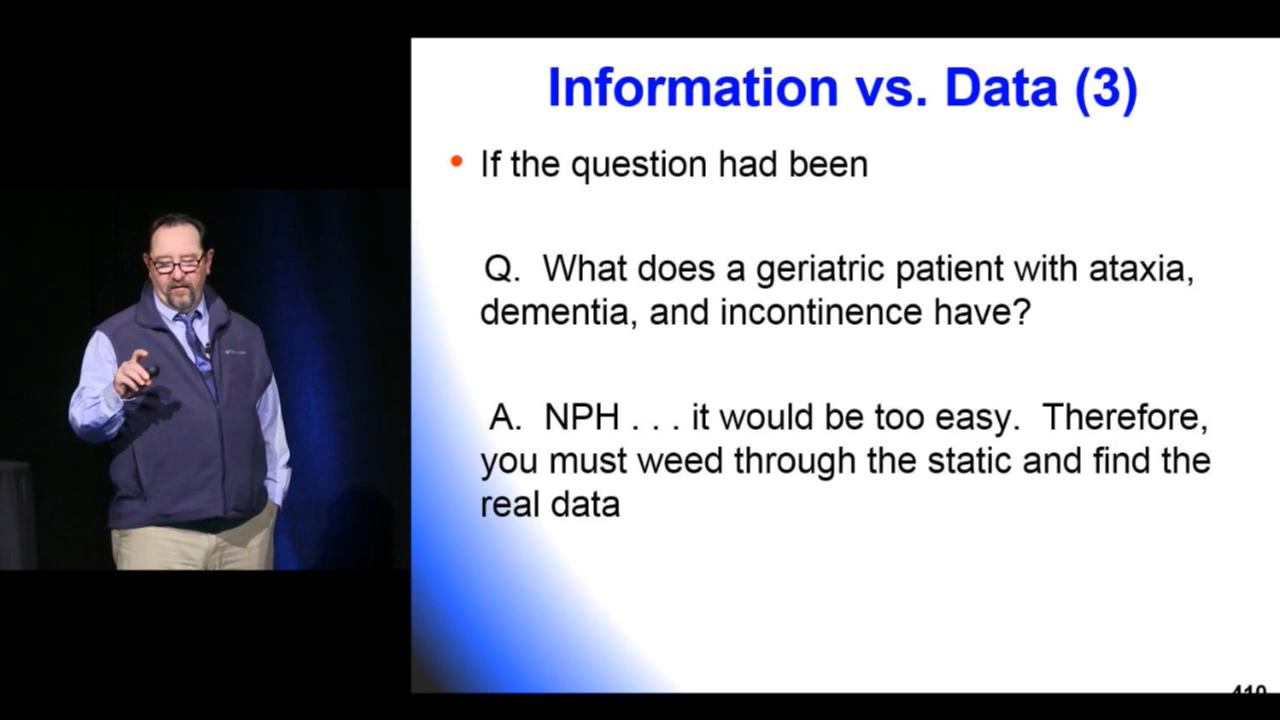 Information vs. Data (3)
• If the question had been
Q. What does a geriatric patient with ataxia,
dementia, and incontinence have?
A. NPH . . . it would be too easy. Therefore,
you must weed through the static and find the
real data